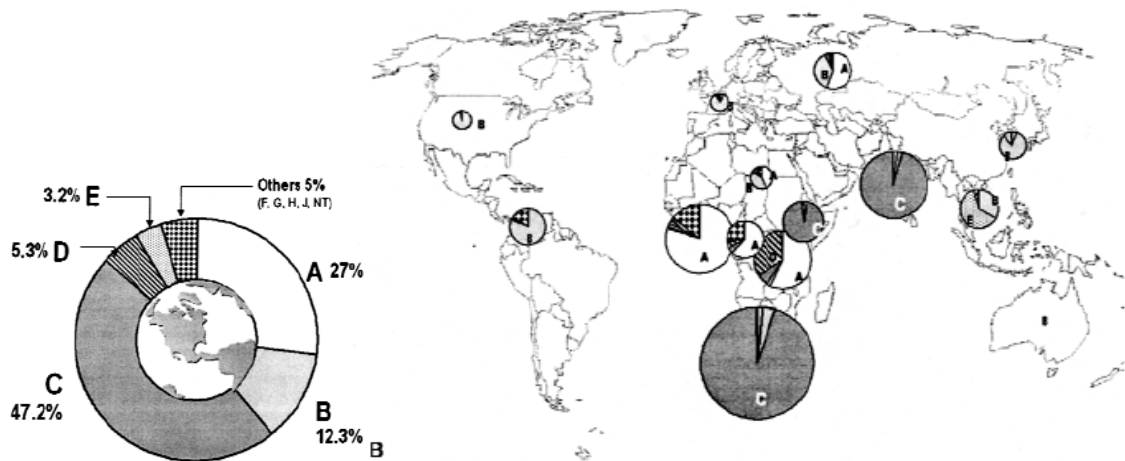 Others 5%
(F, G, H, J, NT)
3.2% E
5.3% D
A 27%
C
47.2%
B
12.3%
B
B
B
A
B
B
A
C
C
B
E
B
A
A
D
A
C
B